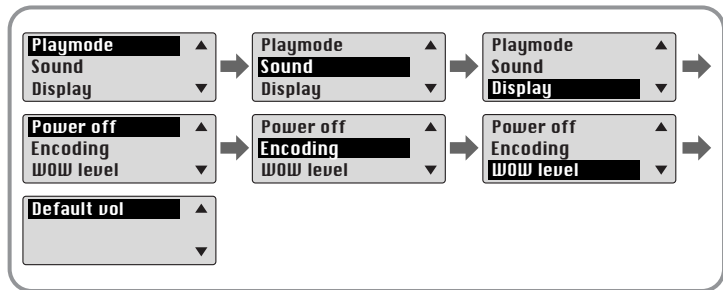 Playmode
Sound
Display
Playmode
Sound
Display
Playmode
Sound
Display
Power off
Encoding
WOW level
Power off
Encoding
WOW level
Power off
Encoding
WOW level
Default vol